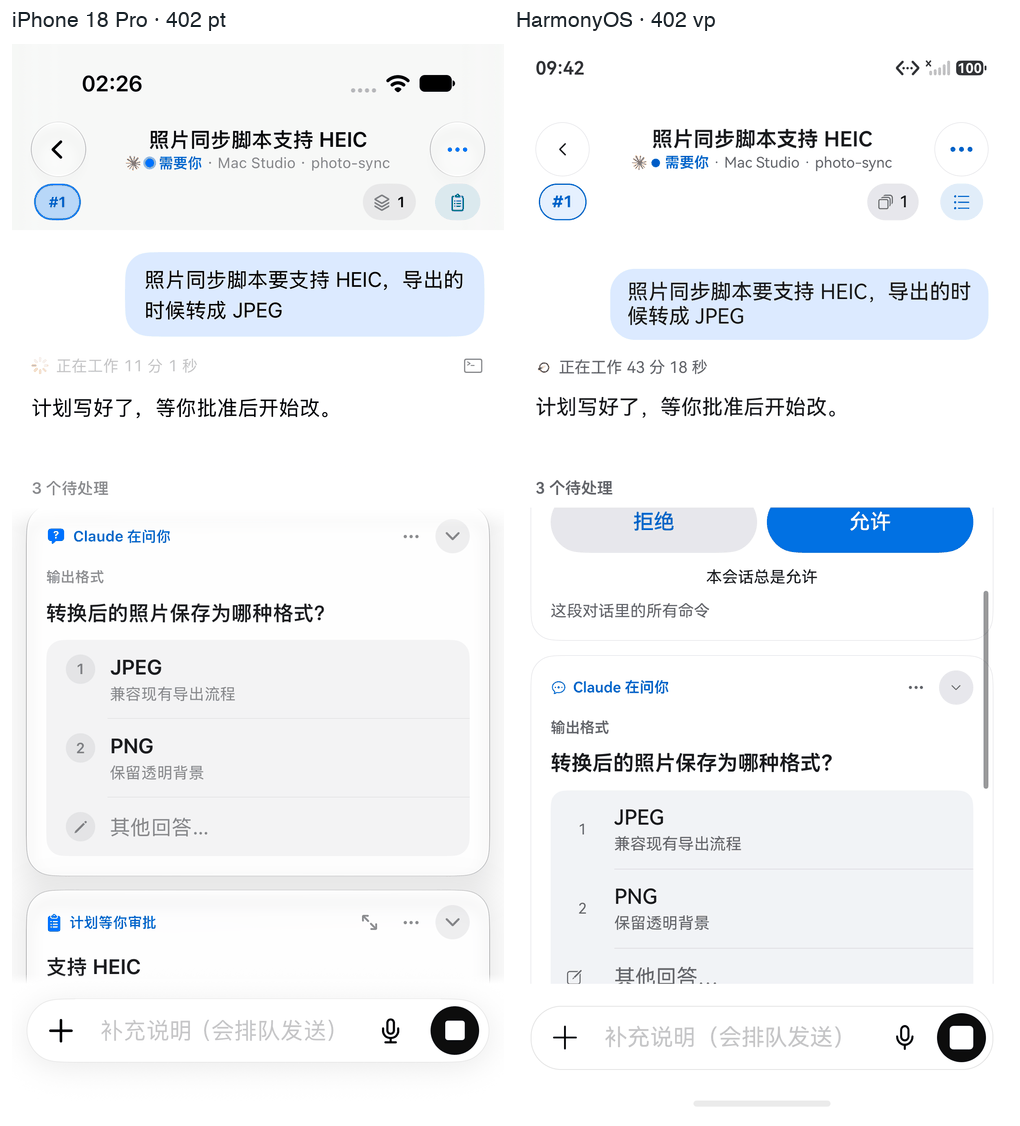 iPhone 18 Pro · 402 pt
02:26
照片同步脚本支持 HEIC
需要你 · Mac Studio · photo-sync
#1
1
照片同步脚本要支持 HEIC，导出的
时候转成 JPEG
正在工作 11 分 1 秒
计划写好了，等你批准后开始改。
3 个待处理
Claude 在问你
输出格式
转换后的照片保存为哪种格式？
1
JPEG
兼容现有导出流程
2
PNG
保留透明背景
其他回答...
计划等你审批
支持 HEIC
补充说明（会排队发送）
HarmonyOS · 402 vp
09:42
100
照片同步脚本支持 HEIC
需要你 · Mac Studio · photo-sync
#1
1
照片同步脚本要支持 HEIC，导出的时
候转成 JPEG
正在工作 43 分 18 秒
计划写好了，等你批准后开始改。
3 个待处理
拒绝
允许
本会话总是允许
这段对话里的所有命令
Claude 在问你
输出格式
转换后的照片保存为哪种格式？
1
JPEG
兼容现有导出流程
2
PNG
保留透明背景
其他回答...
补充说明（会排队发送）